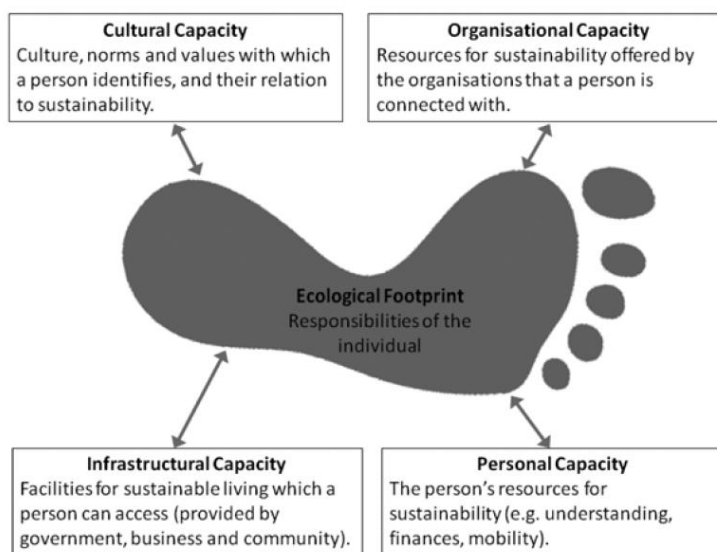 Cultural Capacity
Culture, norms and values with which
a person identifies, and their relation
to sustainability.
Organisational Capacity
Resources for sustainability offered by
the organisations that a person is
connected with.
Ecological Footprint
Responsibilities of the
individual
Infrastructural Capacity
Facilities for sustainable living which a
person can access (provided by
government, business and community).
Personal Capacity
The person's resources for
sustainability (e.g. understanding,
finances, mobility).